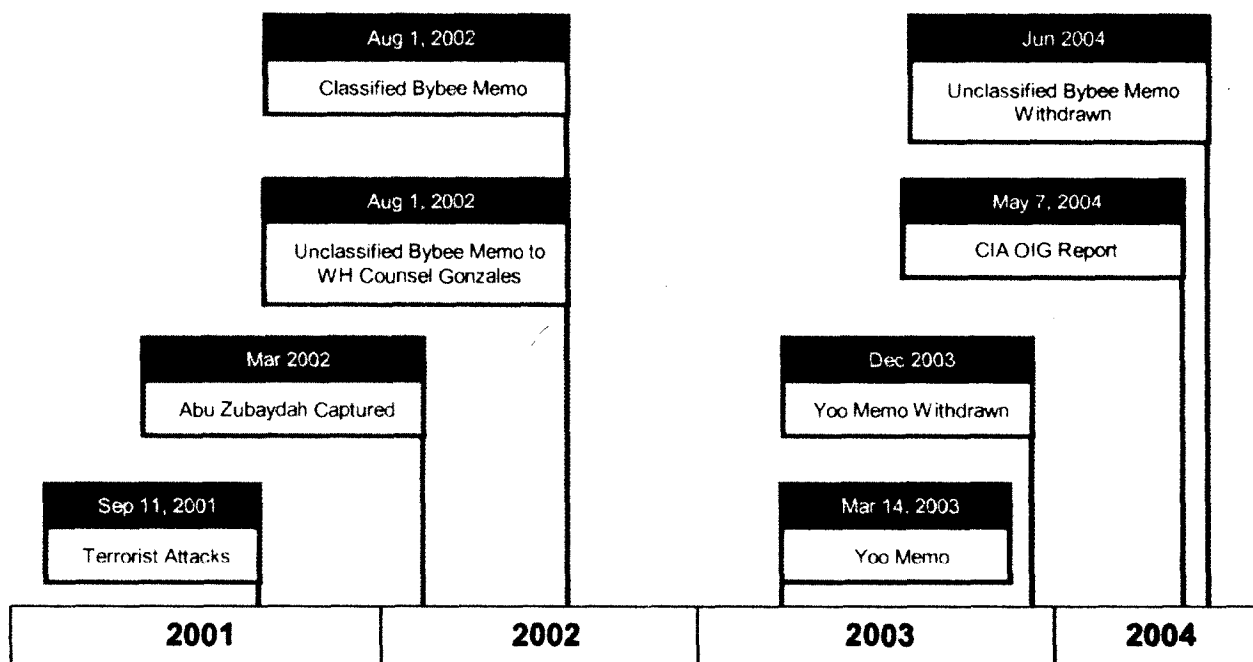 Aug 1, 2002
Classified Bybee Memo
Jun 2004
Unclassified Bybee Memo
Withdrawn
Aug 1, 2002
Unclassified Bybee Memo to
WH Counsel Gonzales
May 7, 2004
CIA OIG Report
Mar 2002
Abu Zubaydah Captured
Dec 2003
Yoo Memo Withdrawn
Sep 11, 2001
Terrorist Attacks
Mar 14. 2003
Yoo Memo
2001
2002
2003
2004